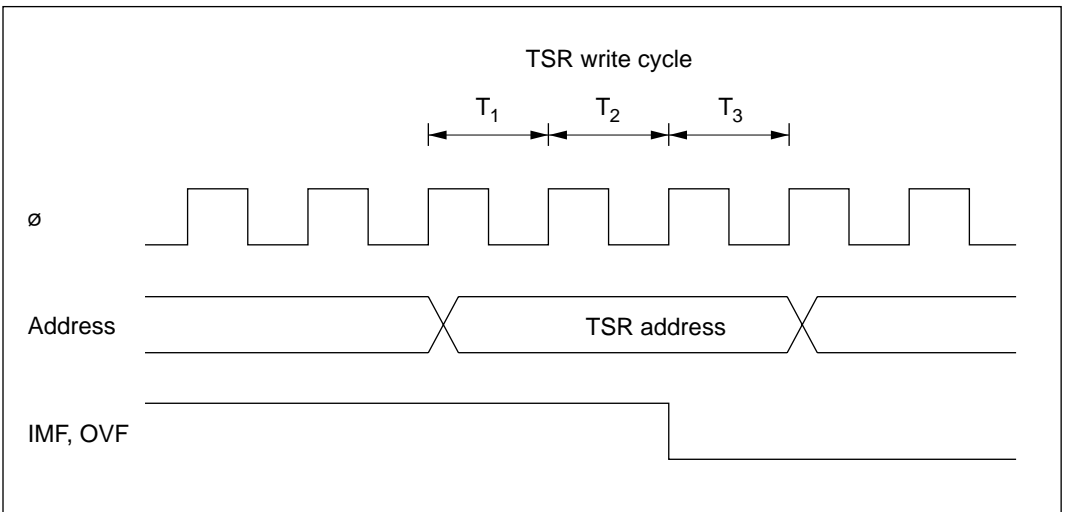 TSR write cycle
T1 T2 T3
ø
Address TSR address
IMF, OVF